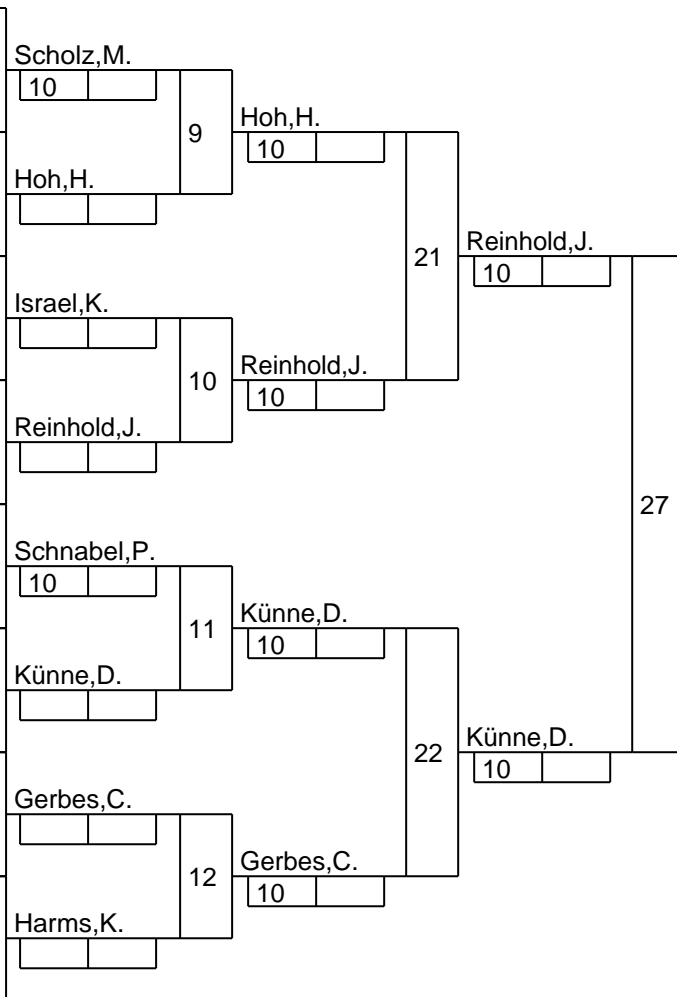 Scholz,M.
10
9
Hoh,H.
10
Hoh,H.
21
Reinhold,J.
10
Israel,K.
10
Reinhold,J.
10
Reinhold,J.
27
Schnabel,P.
10
11
Künne,D.
10
Künne,D.
22
Künne,D.
10
Gerbes,C.
12
Gerbes,C.
10
Harms,K.